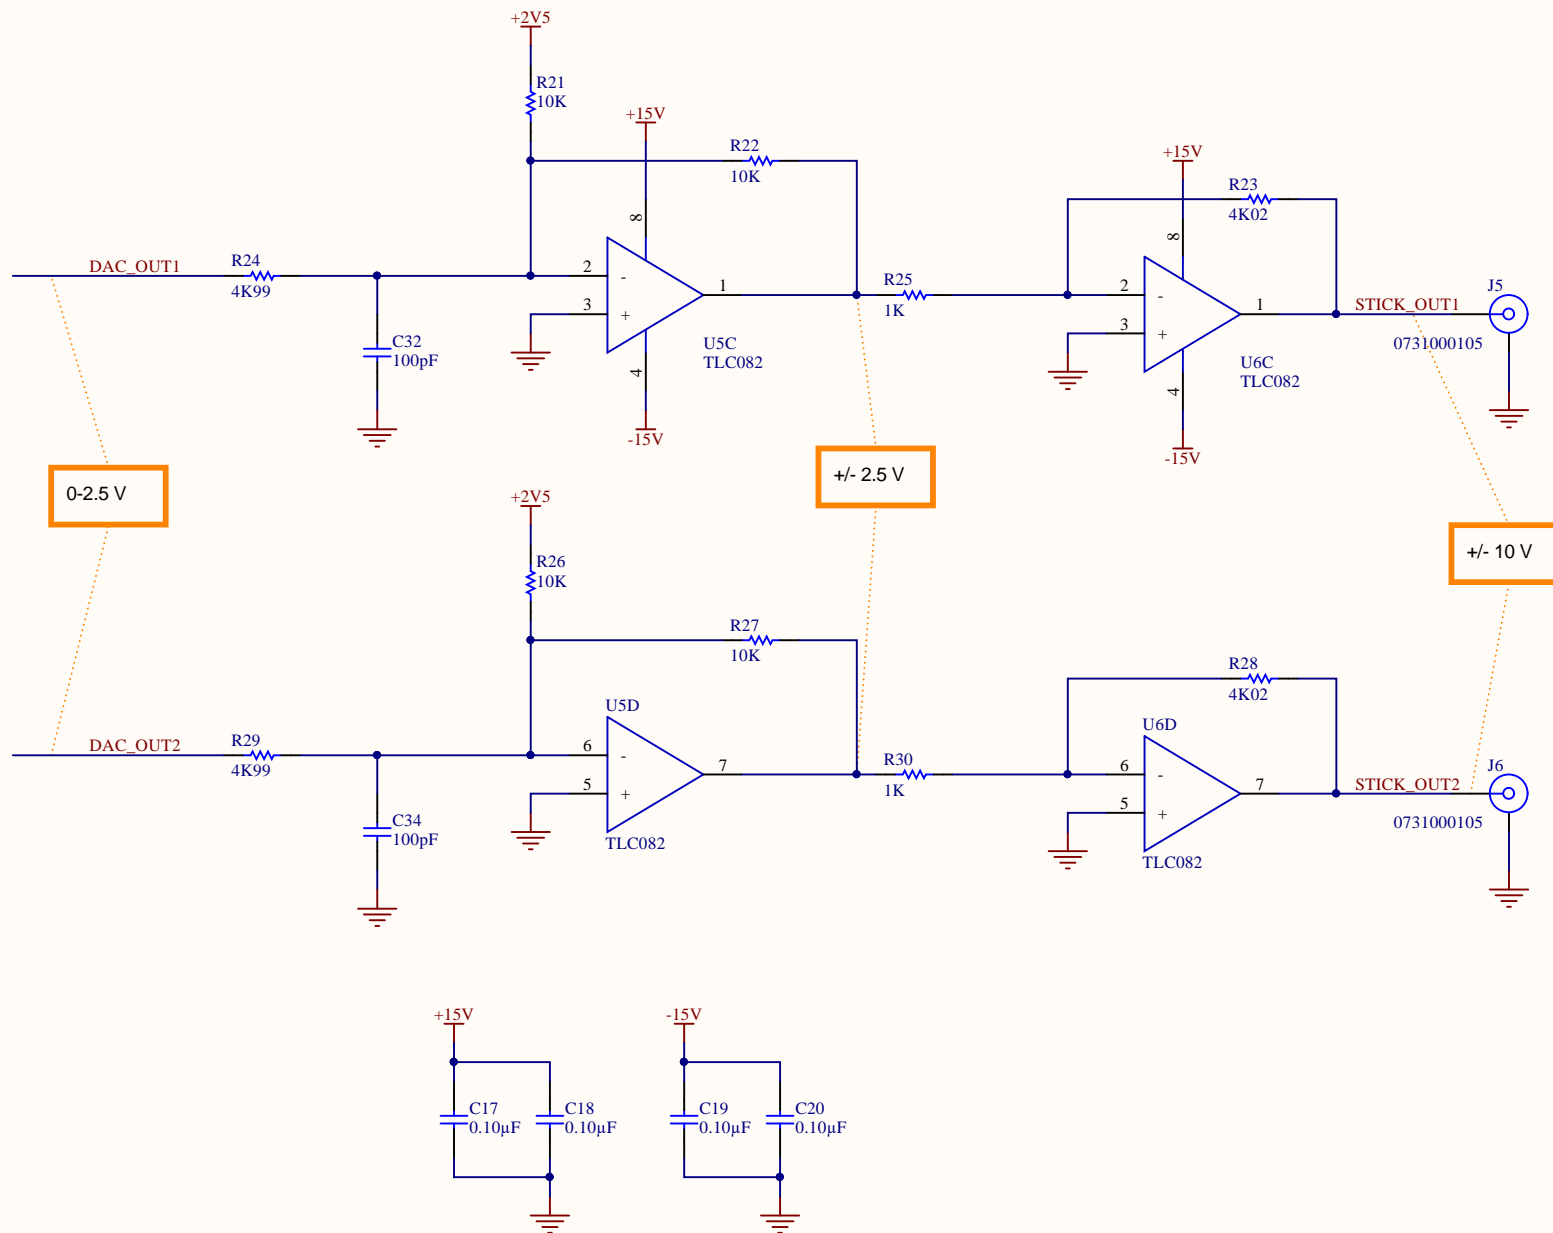 +2V5
R21
10K
+15V
R22
10K
+15V
R23
4K02
8
8
DAC_OUT1
R24
4K99
2
-
3
+
1
R25
1K
2
-
3
+
1
STICK_OUT1
J5
0731000105
C32
100pF
U5C
TLC082
4
-15V
U6C
TLC082
4
-15V
0-2.5 V
+/- 2.5 V
+/- 10 V
+2V5
R26
10K
R27
10K
R28
4K02
U5D
U6D
DAC_OUT2
R29
4K99
6
-
5
+
7
R30
1K
6
-
5
+
7
STICK_OUT2
J6
0731000105
C34
100pF
TLC082
TLC082
+15V
-15V
C17
0.10µF
C18
0.10µF
C19
0.10µF
C20
0.10µF